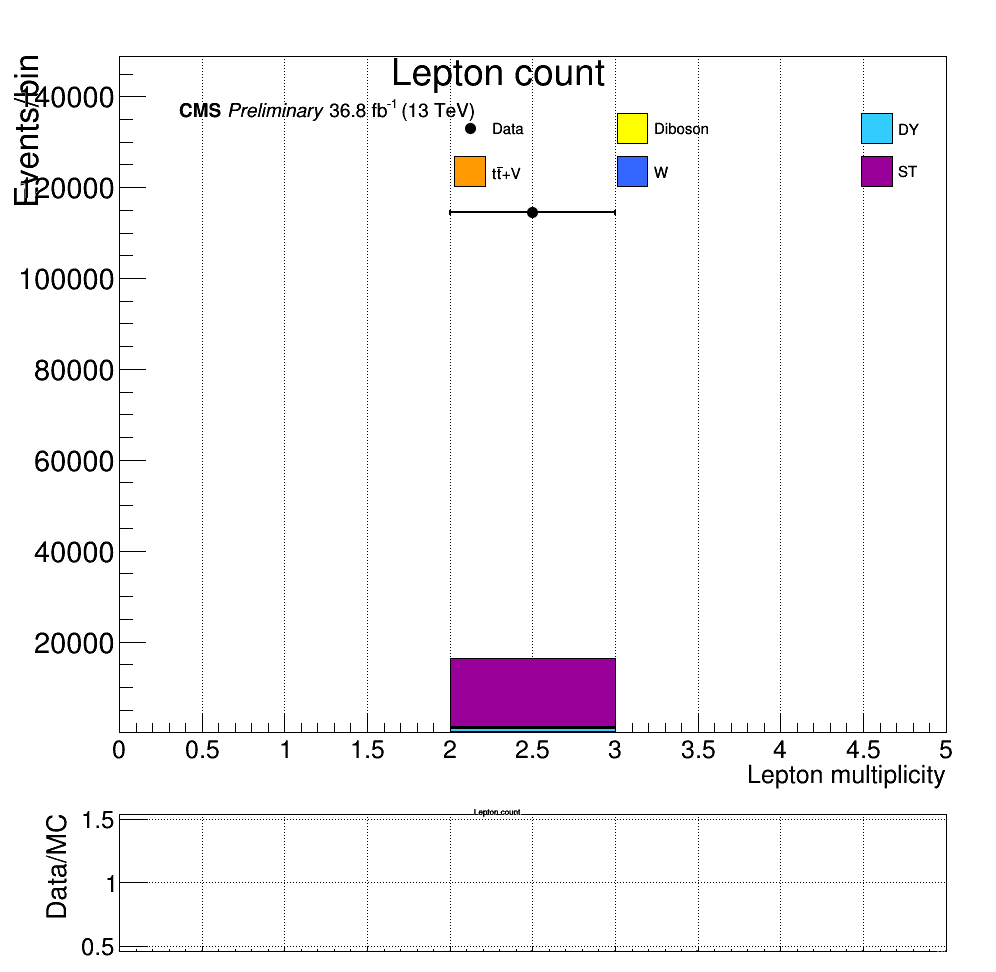 Lepton count
Events/bin
CMS Preliminary 36.8 fb-1 (13 TeV)
Data
Diboson
DY
tt̄+V
W
ST
140000
120000
100000
80000
60000
40000
20000
0 0.5 1 1.5 2 2.5 3 3.5 4 4.5 5
Lepton multiplicity
Lepton count
Data/MC
1.5
1
0.5